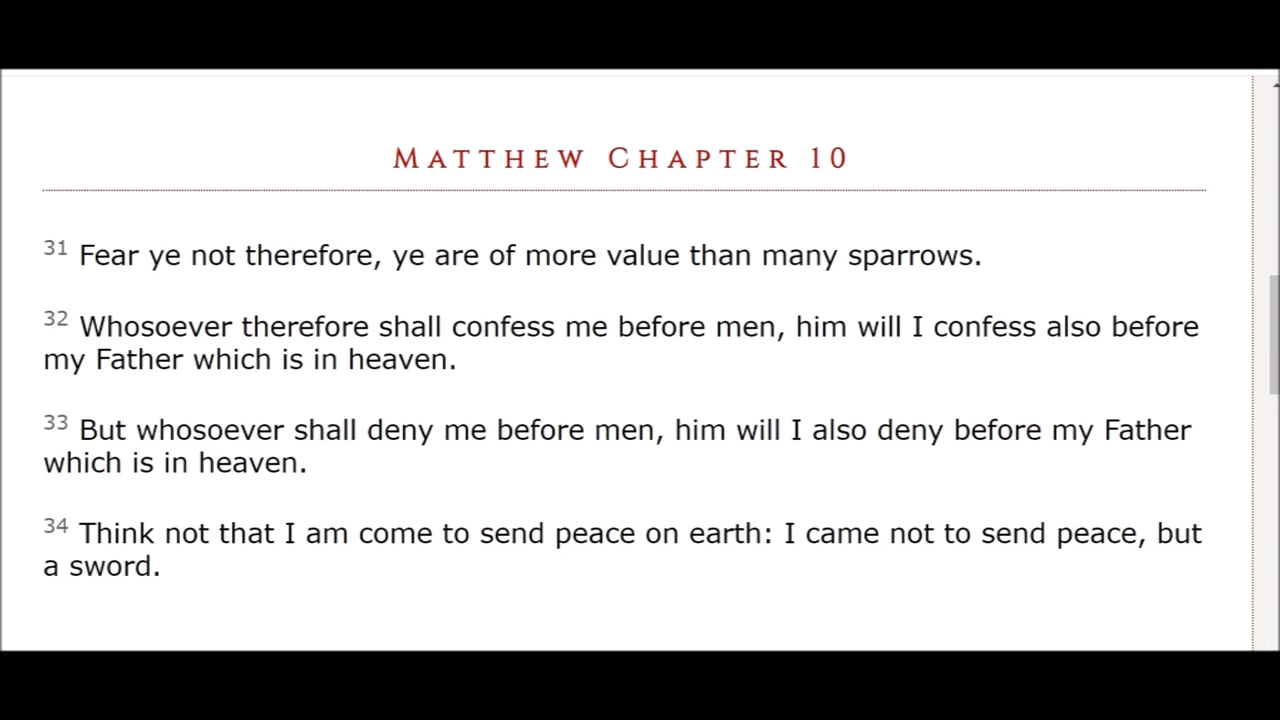 MATTHEW CHAPTER 10
31 Fear ye not therefore, ye are of more value than many sparrows.
32 Whosoever therefore shall confess me before men, him will I confess also before
my Father which is in heaven.
33 But whosoever shall deny me before men, him will I also deny before my Father
which is in heaven.
34 Think not that I am come to send peace on earth: I came not to send peace, but
a sword.